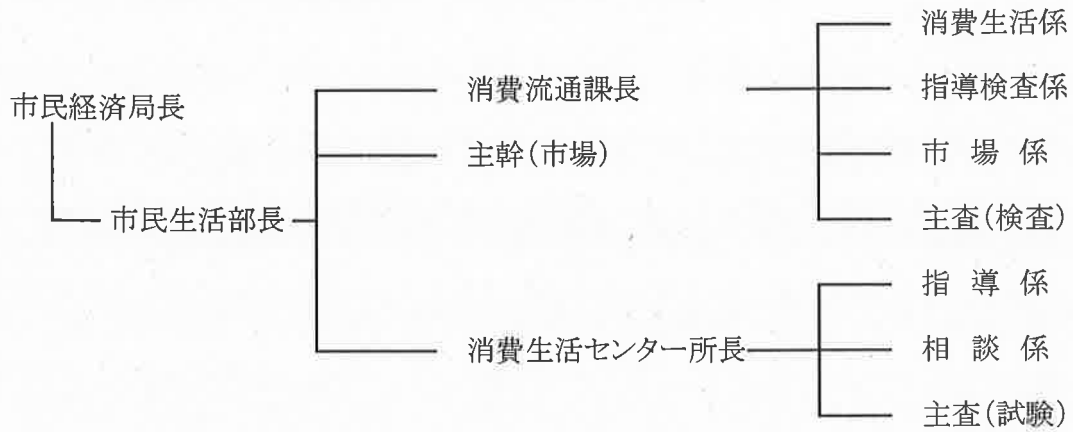 市民経済局長
市民生活部長
消費流通課長
主幹(市場)
消費生活センター所長
消費生活係
指導検査係
市場係
主査(検査)
指導係
相談係
主査(試験)